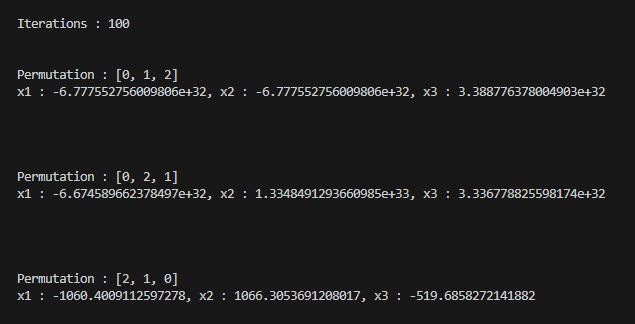 Iterations : 100
Permutation : [0, 1, 2]
x1 : -6.777552756009806e+32, x2 : -6.777552756009806e+32, x3 : 3.388776378004903e+32
Permutation : [0, 2, 1]
x1 : -6.674589662378497e+32, x2 : 1.3348491293660985e+33, x3 : 3.336778825598174e+32
Permutation : [2, 1, 0]
x1 : -1060.4009112597278, x2 : 1066.3053691208017, x3 : -519.6858272141882